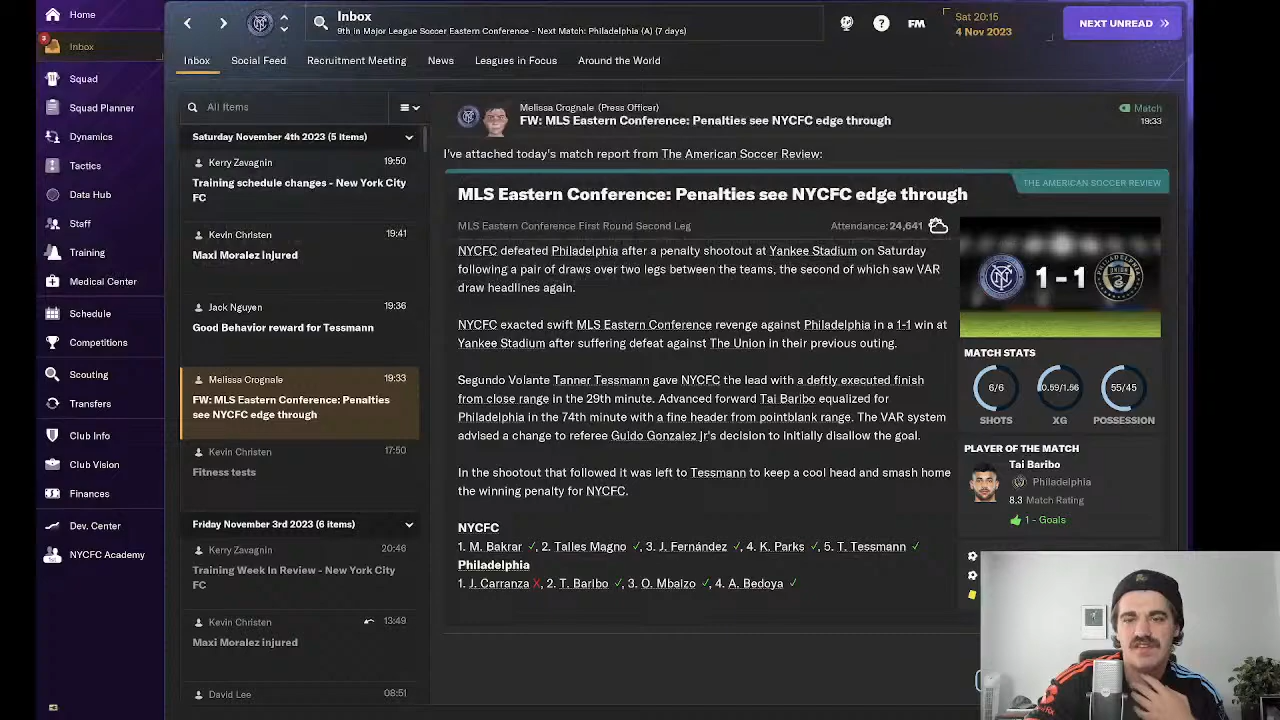 Home
3
Inbox
Squad
Squad Planner
Dynamics
Tactics
Data Hub
Staff
Training
Medical Center
Schedule
Competitions
Scouting
Transfers
Club Info
Club Vision
Finances
Dev. Center
NYCFC Academy
Inbox
9th in Major League Soccer Eastern Conference - Next Match: Philadelphia (A) (7 days)
?
FM
Sat 20:15
4 Nov 2023
NEXT UNREAD
Inbox Social Feed Recruitment Meeting News Leagues in Focus Around the World
All Items
Saturday November 4th 2023 (5 items)
Kerry Zavagnin 19:50
Training schedule changes - New York City
FC
Kevin Christen 19:41
Maxi Moralez injured
Jack Nguyen 19:36
Good Behavior reward for Tessmann
Melissa Crognale 19:33
FW: MLS Eastern Conference: Penalties
see NYCFC edge through
Kevin Christen 17:50
Fitness tests
Friday November 3rd 2023 (6 items)
Kerry Zavagnin 20:46
Training Week In Review - New York City
FC
Kevin Christen 13:49
Maxi Moralez injured
David Lee 08:51
Melissa Crognale (Press Officer)
FW: MLS Eastern Conference: Penalties see NYCFC edge through
Match
19:33
I've attached today's match report from The American Soccer Review:
THE AMERICAN SOCCER REVIEW
MLS Eastern Conference: Penalties see NYCFC edge through
MLS Eastern Conference First Round Second Leg Attendance: 24,641
NYCFC defeated Philadelphia after a penalty shootout at Yankee Stadium on Saturday
following a pair of draws over two legs between the teams, the second of which saw VAR
draw headlines again.
NYCFC exacted swift MLS Eastern Conference revenge against Philadelphia in a 1-1 win at
Yankee Stadium after suffering defeat against The Union in their previous outing.
Segundo Volante Tanner Tessmann gave NYCFC the lead with a deftly executed finish
from close range in the 29th minute. Advanced forward Tai Baribo equalized for
Philadelphia in the 74th minute with a fine header from pointblank range. The VAR system
advised a change to referee Guido Gonzalez jr's decision to initially disallow the goal.
In the shootout that followed it was left to Tessmann to keep a cool head and smash home
the winning penalty for NYCFC.
NYCFC
1. M. Bakrar ✓, 2. Talles Magno ✓, 3. J. Fernández ✓, 4. K. Parks ✓, 5. T. Tessmann ✓
Philadelphia
1. J. Carranza X, 2. T. Baribo ✓, 3. O. Mbaizo ✓, 4. A. Bedoya ✓
1 - 1
MATCH STATS
6/6 0.59/1.56 55/45
SHOTS XG POSSESSION
PLAYER OF THE MATCH
Tai Baribo
Philadelphia
8.3 Match Rating
1 - Goals